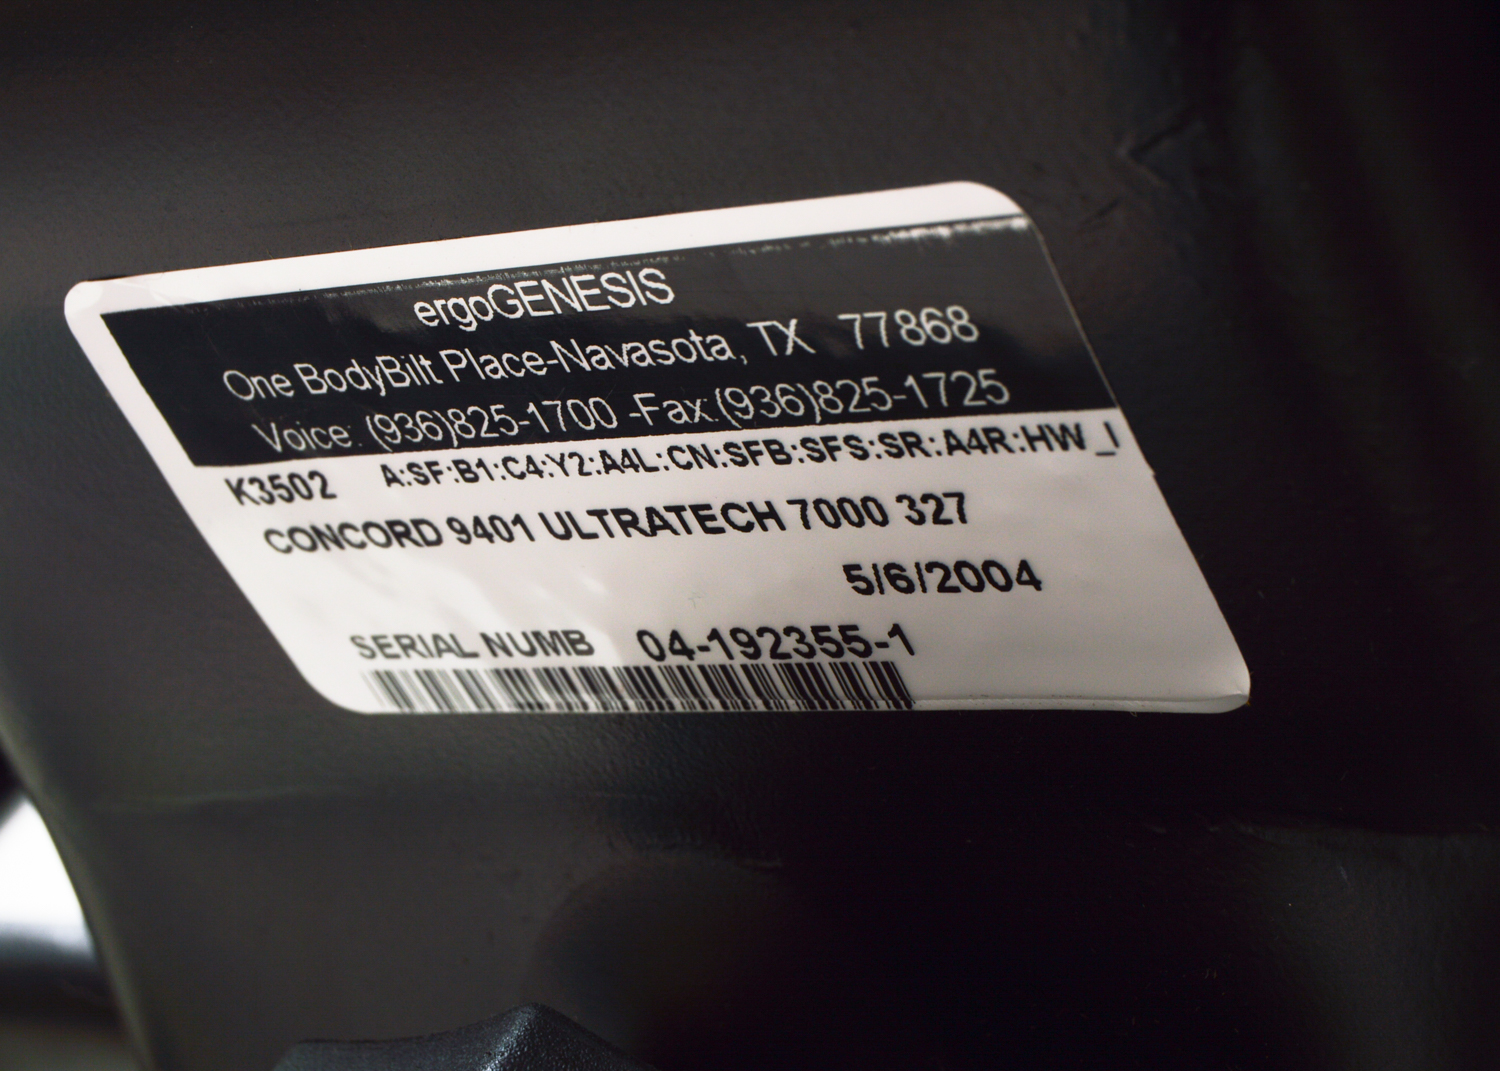 ergoGENESIS
One BodyBilt Place-Navasota, TX 77868
Voice: (936)825-1700 -Fax:(936)825-1725
K3502 A:SF:B1:C4:Y2:A4L:CN:SFB:SFS:SR:A4R:HW_I
CONCORD 9401 ULTRATECH 7000 327
5/6/2004
SERIAL NUMB 04-192355-1